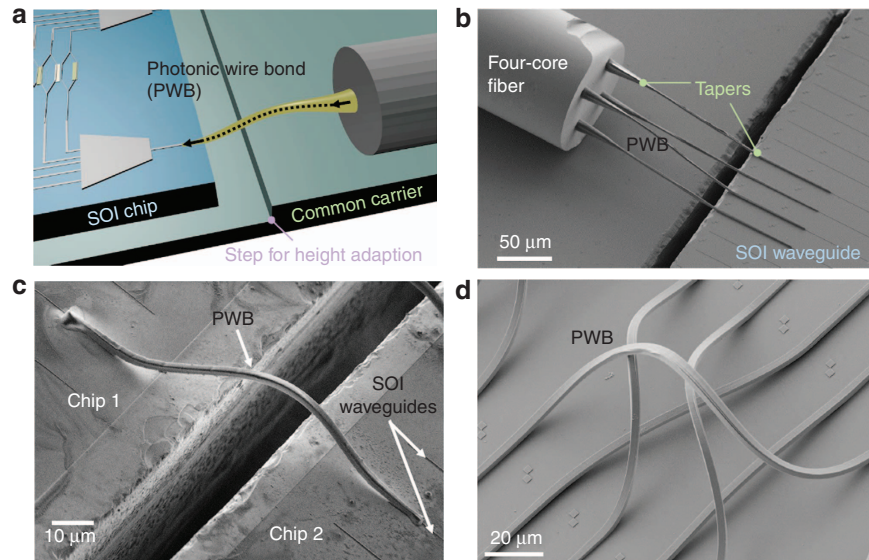 a
Photonic wire bond
(PWB)
SOI chip
Common carrier
Step for height adaption
b
Four-core
fiber
Tapers
PWB
50 μm
SOI waveguide
c
PWB
SOI
waveguides
Chip 1
Chip 2
10 μm
d
PWB
20 μm